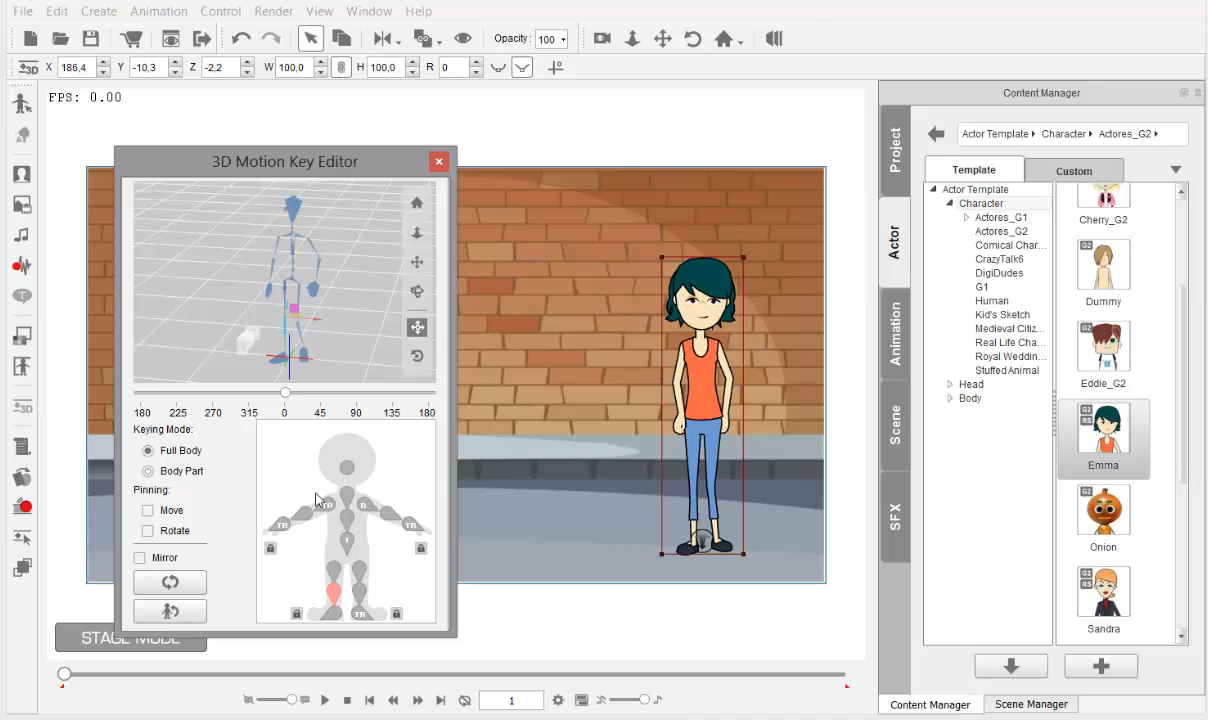 File Edit Create Animation Control Render View Window Help
Opacity: 100
3D X 186,4 Y -10,3 Z -2,2 W 100,0 H 100,0 R 0
FPS: 0.00
Content Manager
Project
Actor
Animation
Scene
SFX
Actor Template Character Actores_G2
Template Custom
Actor Template
Character
Actores_G1
Actores_G2
Comical Char...
CrazyTalk6
DigiDudes
G1
Human
Kid's Sketch
Medieval Citiz...
Real Life Cha...
Royal Weddin...
Stuffed Animal
Head
Body
Cherry_G2
G2
Dummy
G2
Eddie_G2
G2
RS
Emma
G2
Onion
G2
RS
Sandra
3D Motion Key Editor
180 225 270 315 0 45 90 135 180
Keying Mode:
Full Body
Body Part
Pinning:
Move
Rotate
Mirror
TR R
TR TR
T
TR
3D
STAGE MODE
1
Content Manager Scene Manager